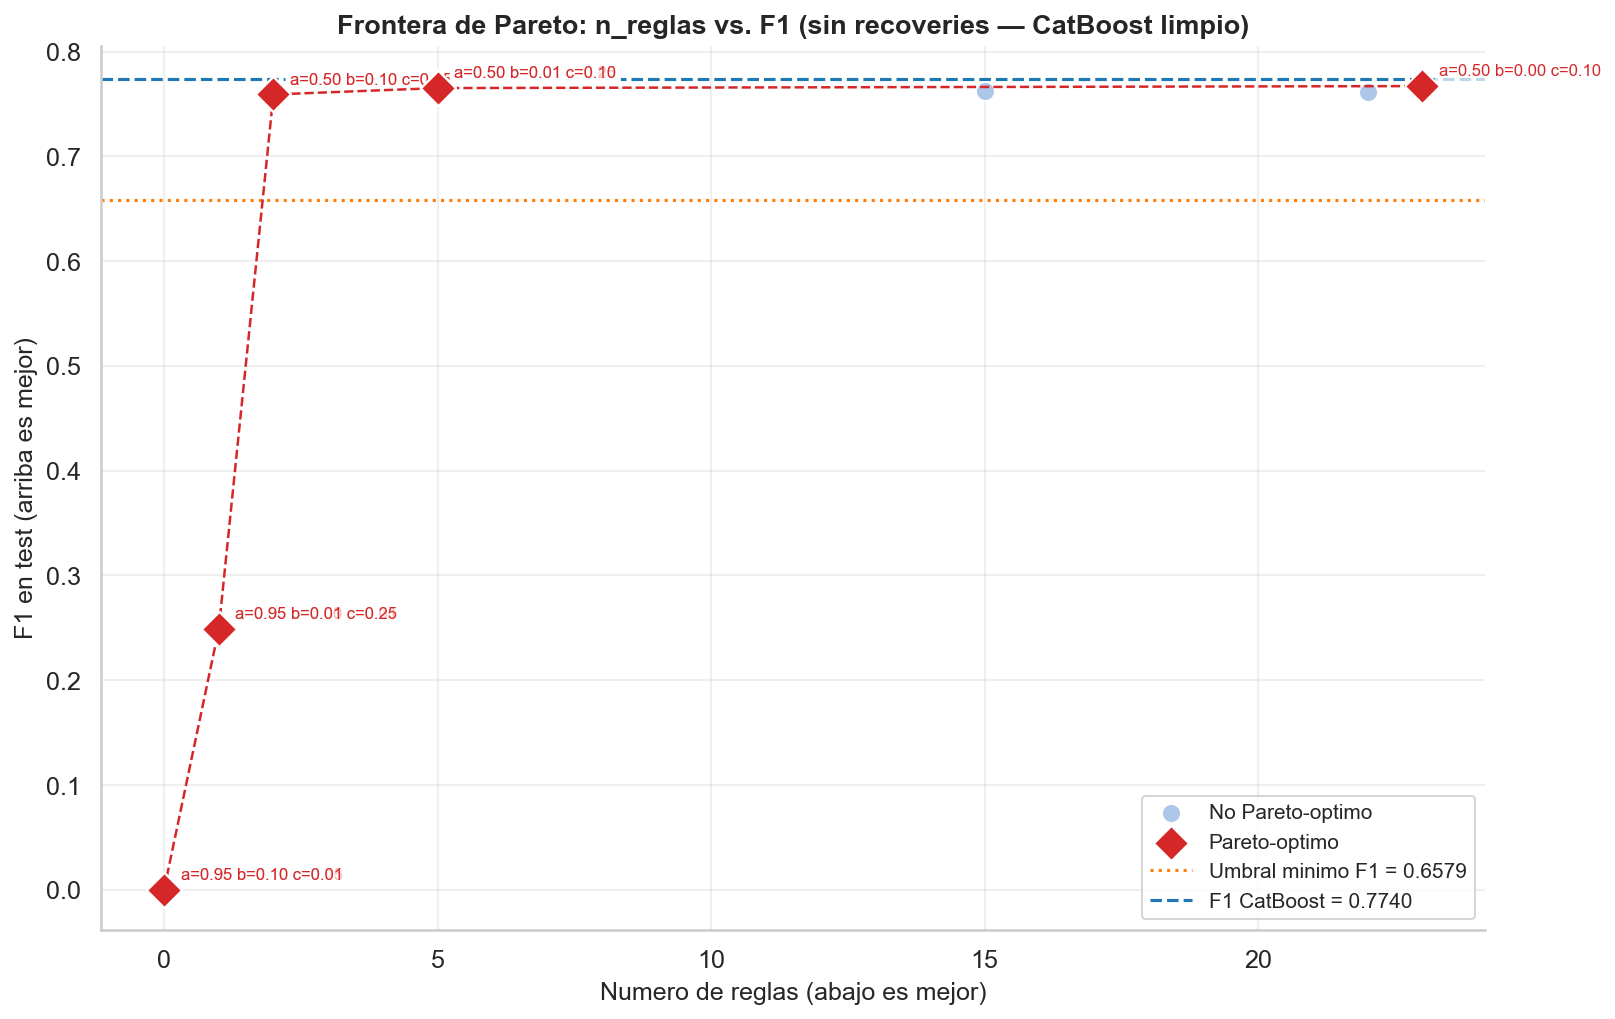 Frontera de Pareto: n_reglas vs. F1 (sin recoveries — CatBoost limpio)
F1 en test (arriba es mejor)
0.8
0.7
0.6
0.5
0.4
0.3
0.2
0.1
0.0
a=0.50 b=0.10
a=0.50 b=0.01
a=0.50 b=0.00 c=0.10
a=0.95 b=0.01
a=0.95 b=0.10
No Pareto-optimo
Pareto-optimo
Umbral minimo F1 = 0.6579
F1 CatBoost = 0.7740
0
5
10
15
20
Numero de reglas (abajo es mejor)